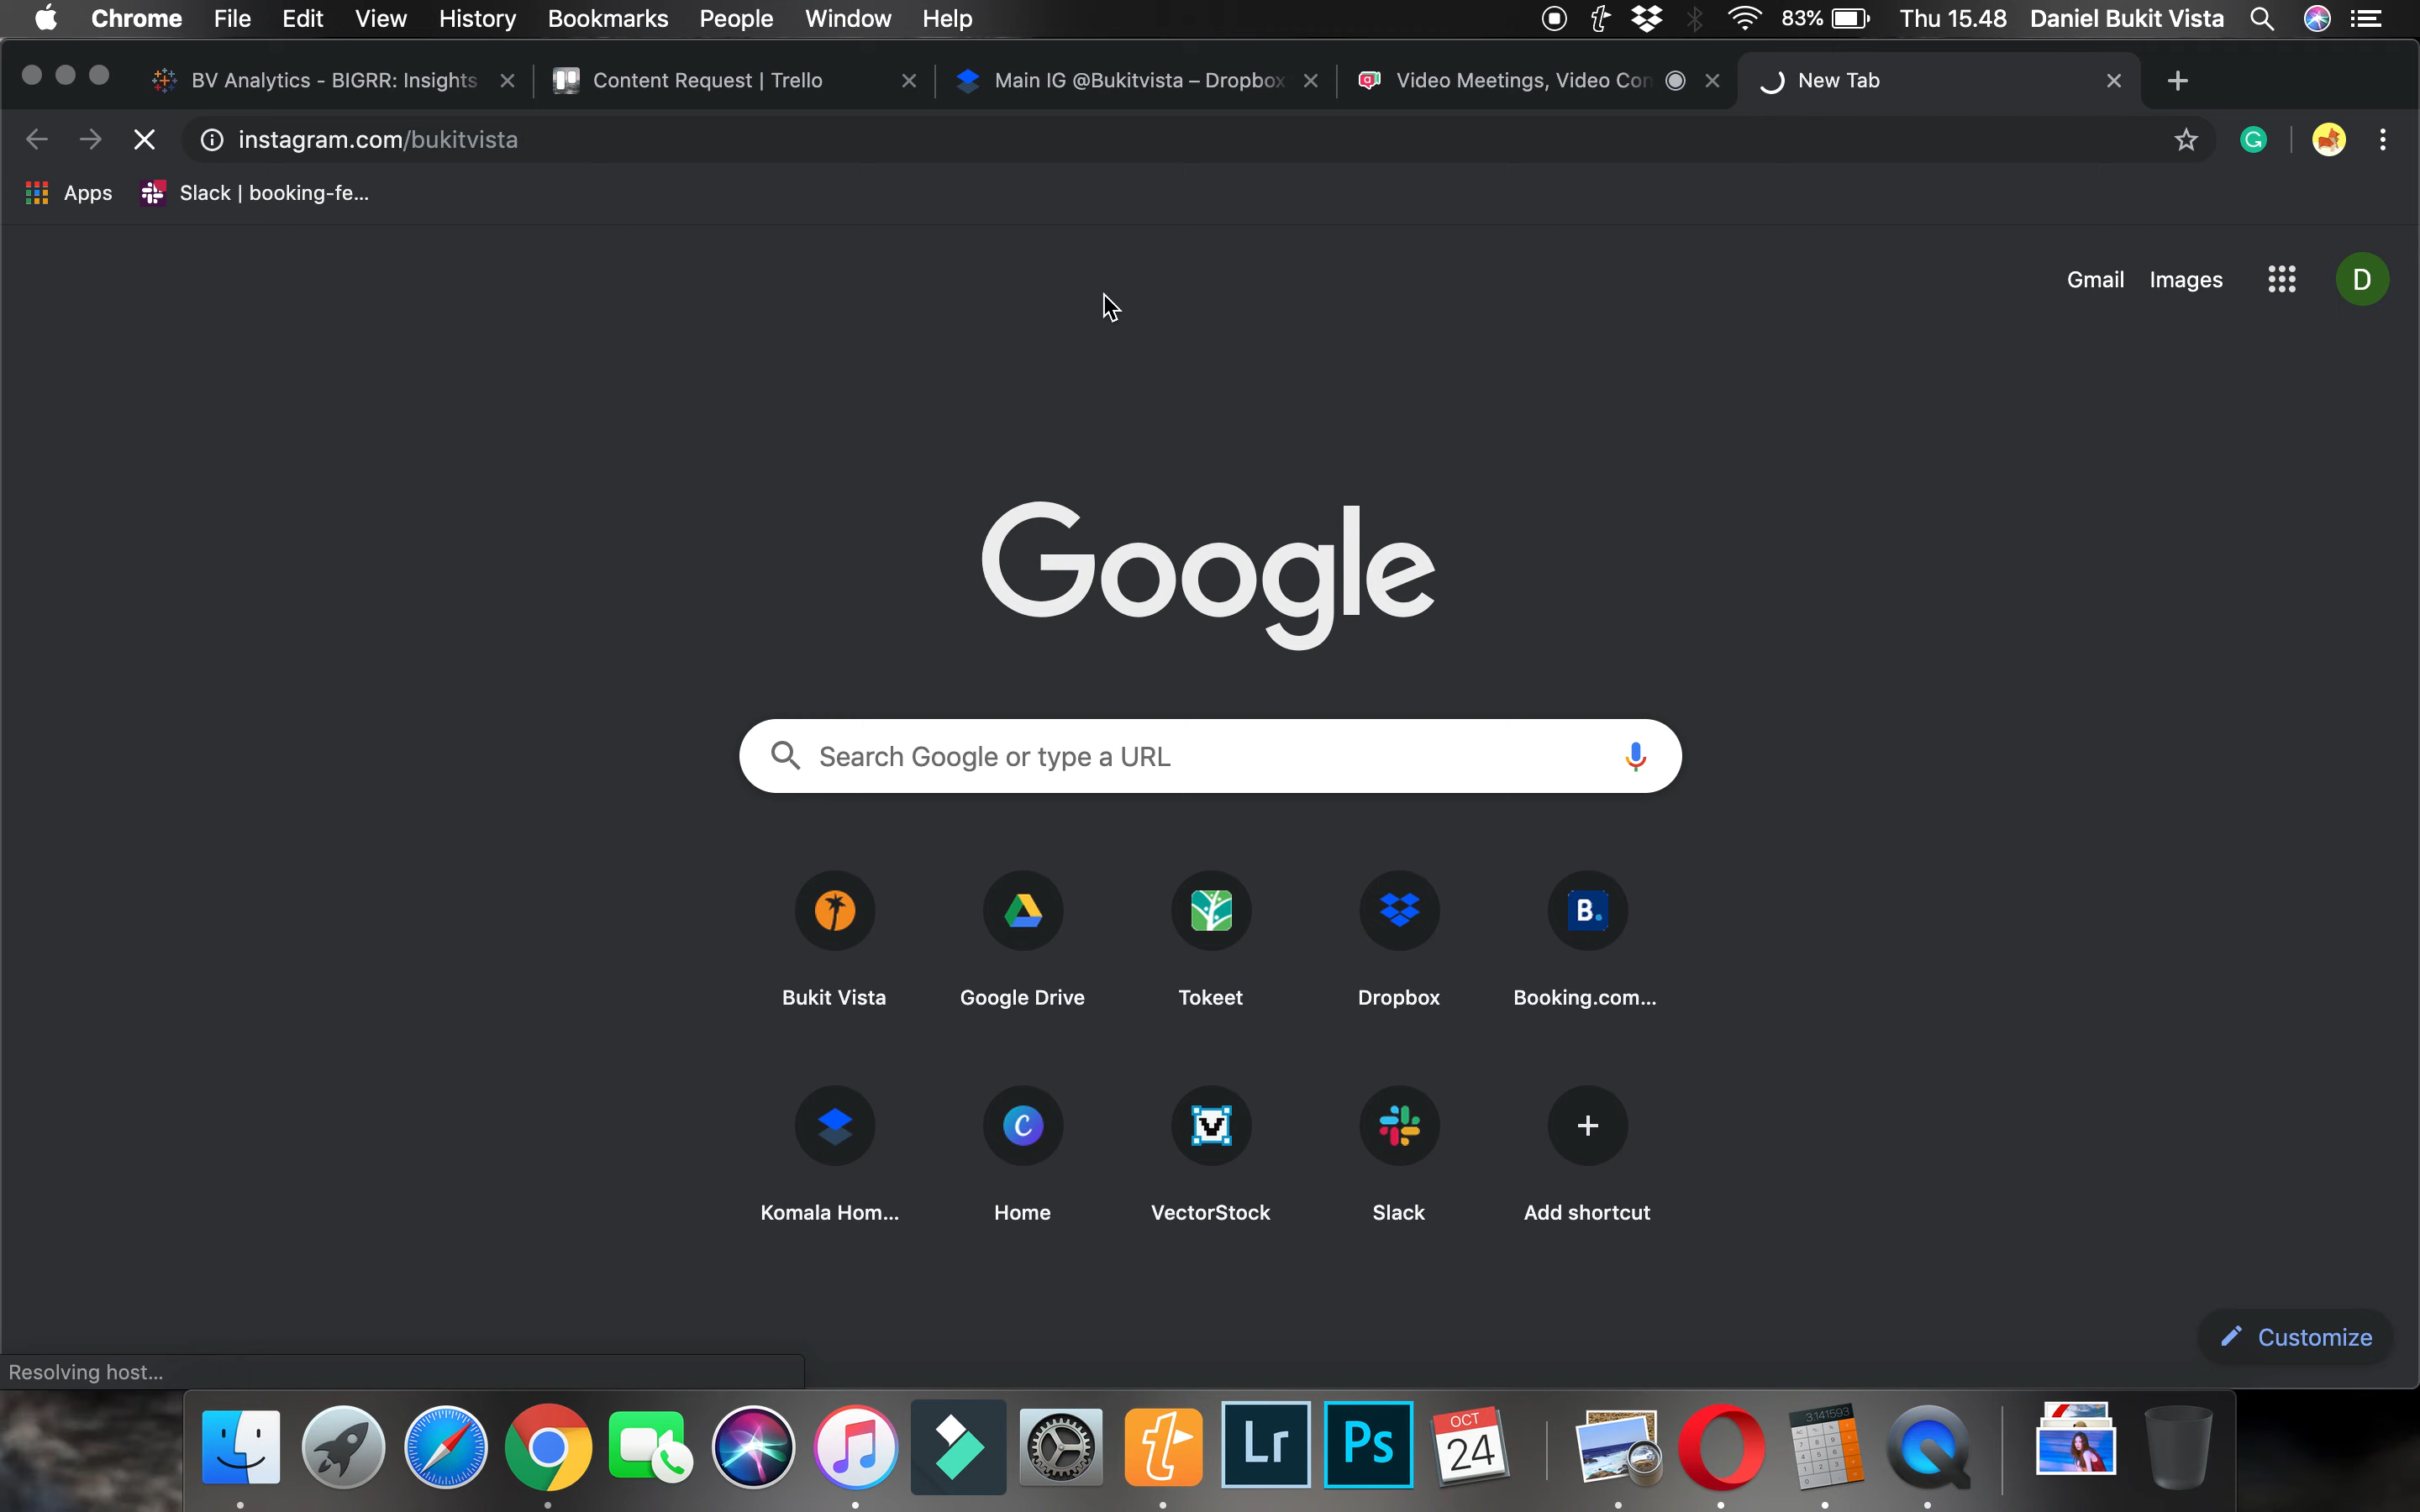 Chrome File Edit View History Bookmarks People Window Help 83% Thu 15.48 Daniel Bukit Vista
BV Analytics - BIGRR: Insights Content Request | Trello Main IG @Bukitvista – Dropbox Video Meetings, Video Con New Tab
instagram.com/bukitvista
Apps Slack | booking-fe...
Gmail Images D
Google
Search Google or type a URL
B.
Bukit Vista Google Drive Tokeet Dropbox Booking.com...
Komala Hom... Home VectorStock Slack Add shortcut
Customize
Resolving host...
Lr Ps OCT 24 3.141593